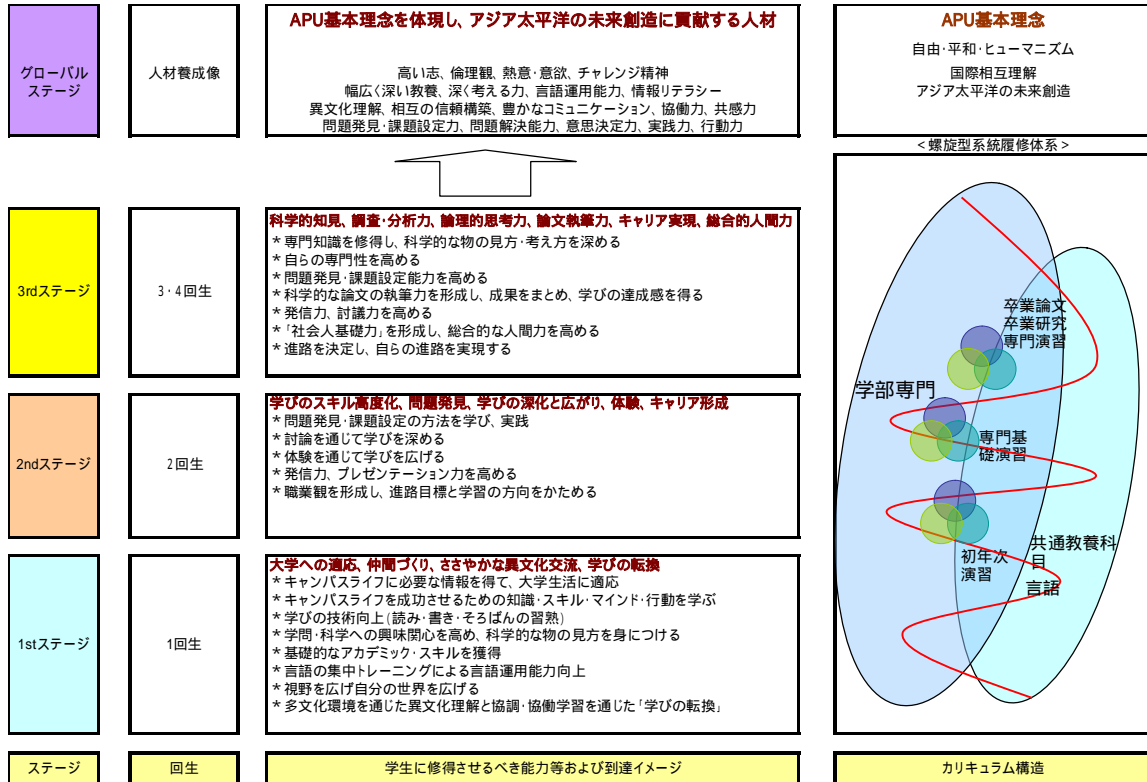 グローバル
ステージ
人材養成像
APU基本理念を体現し、アジア太平洋の未来創造に貢献する人材
高い志、倫理観、熱意・意欲、チャレンジ精神
幅広く深い教養、深く考える力、言語運用能力、情報リテラシー
異文化理解、相互の信頼構築、豊かなコミュニケーション、協働力、共感力
問題発見・課題設定力、問題解決能力、意思決定力、実践力、行動力
APU基本理念
自由・平和・ヒューマニズム
国際相互理解
アジア太平洋の未来創造
<螺旋型系統履修体系>
3rdステージ
3・4回生
科学的知見、調査・分析力、論理的思考力、論文執筆力、キャリア実現、総合的人間力
*専門知識を修得し、科学的な物の見方・考え方を深める
*自らの専門性を高める
*問題発見・課題設定能力を高める
*科学的な論文の執筆力を形成し、成果をまとめ、学びの達成感を得る
*発信力、討議力を高める
*「社会人基礎力」を形成し、総合的な人間力を高める
*進路を決定し、自らの進路を実現する
2ndステージ
2回生
学びのスキル高度化、問題発見、学びの深化と広がり、体験、キャリア形成
*問題発見・課題設定の方法を学び、実践
*討論を通じて学びを深める
*体験を通じて学びを広げる
*発信力、プレゼンテーション力を高める
*職業観を形成し、進路目標と学習の方向をかためる
1stステージ
1回生
大学への適応、仲間づくり、ささやかな異文化交流、学びの転換
*キャンパスライフに必要な情報を得て、大学生活に適応
*キャンパスライフを成功させるための知識・スキル・マインド・行動を学ぶ
*学びの技術向上(読み・書き・そろばんの習熟)
*学問・科学への興味関心を高め、科学的な物の見方を身につける
*基礎的なアカデミック・スキルを獲得
*言語の集中トレーニングによる言語運用能力向上
*視野を広げ自分の世界を広げる
*多文化環境を通じた異文化理解と協調・協働学習を通じた「学びの転換」
卒業論文
卒業研究
専門演習
学部専門
専門基
礎演習
初年次
演習
共通教養科
目
言語
ステージ
回生
学生に修得させるべき能力等および到達イメージ
カリキュラム構造